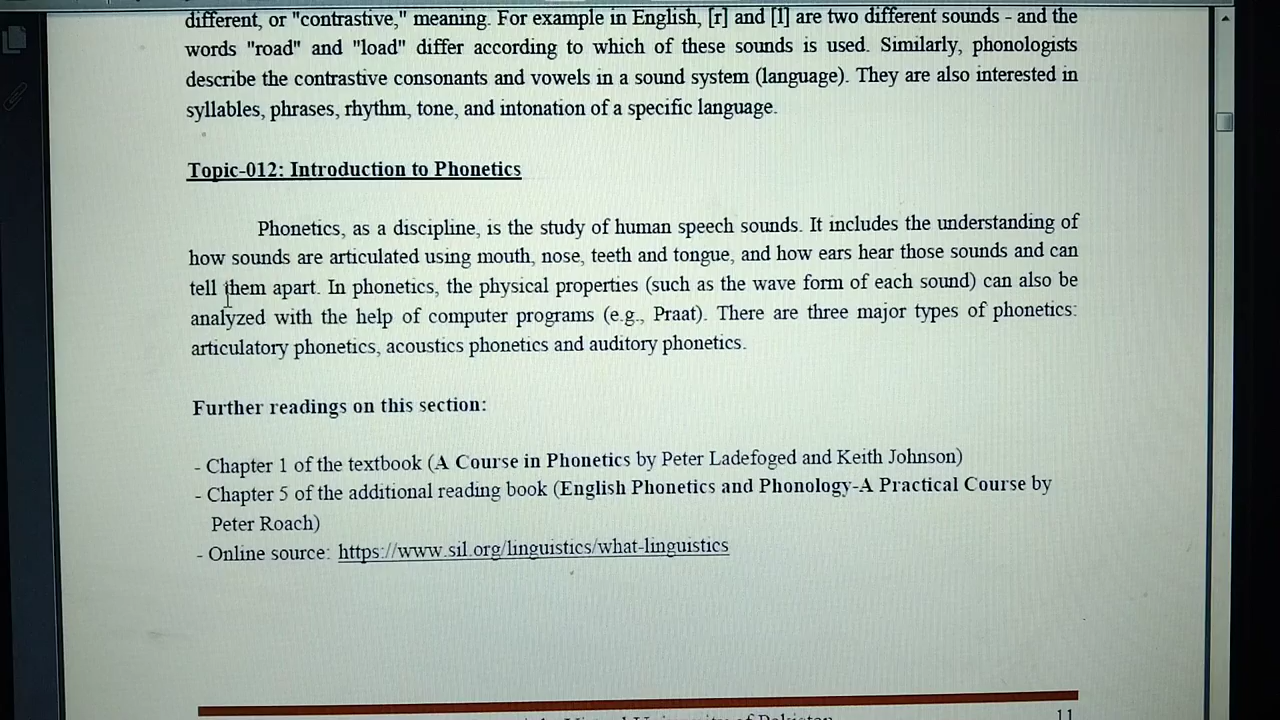 different, or "contrastive," meaning. For example in English, [r] and [l] are two different sounds - and the
words "road" and "load" differ according to which of these sounds is used. Similarly, phonologists
describe the contrastive consonants and vowels in a sound system (language). They are also interested in
syllables, phrases, rhythm, tone, and intonation of a specific language.
Topic-012: Introduction to Phonetics
Phonetics, as a discipline, is the study of human speech sounds. It includes the understanding of
how sounds are articulated using mouth, nose, teeth and tongue, and how ears hear those sounds and can
tell them apart. In phonetics, the physical properties (such as the wave form of each sound) can also be
analyzed with the help of computer programs (e.g., Praat). There are three major types of phonetics:
articulatory phonetics, acoustics phonetics and auditory phonetics.
Further readings on this section:
- Chapter 1 of the textbook (A Course in Phonetics by Peter Ladefoged and Keith Johnson)
- Chapter 5 of the additional reading book (English Phonetics and Phonology-A Practical Course by
Peter Roach)
- Online source: https://www.sil.org/linguistics/what-linguistics
University of Pakistan 11